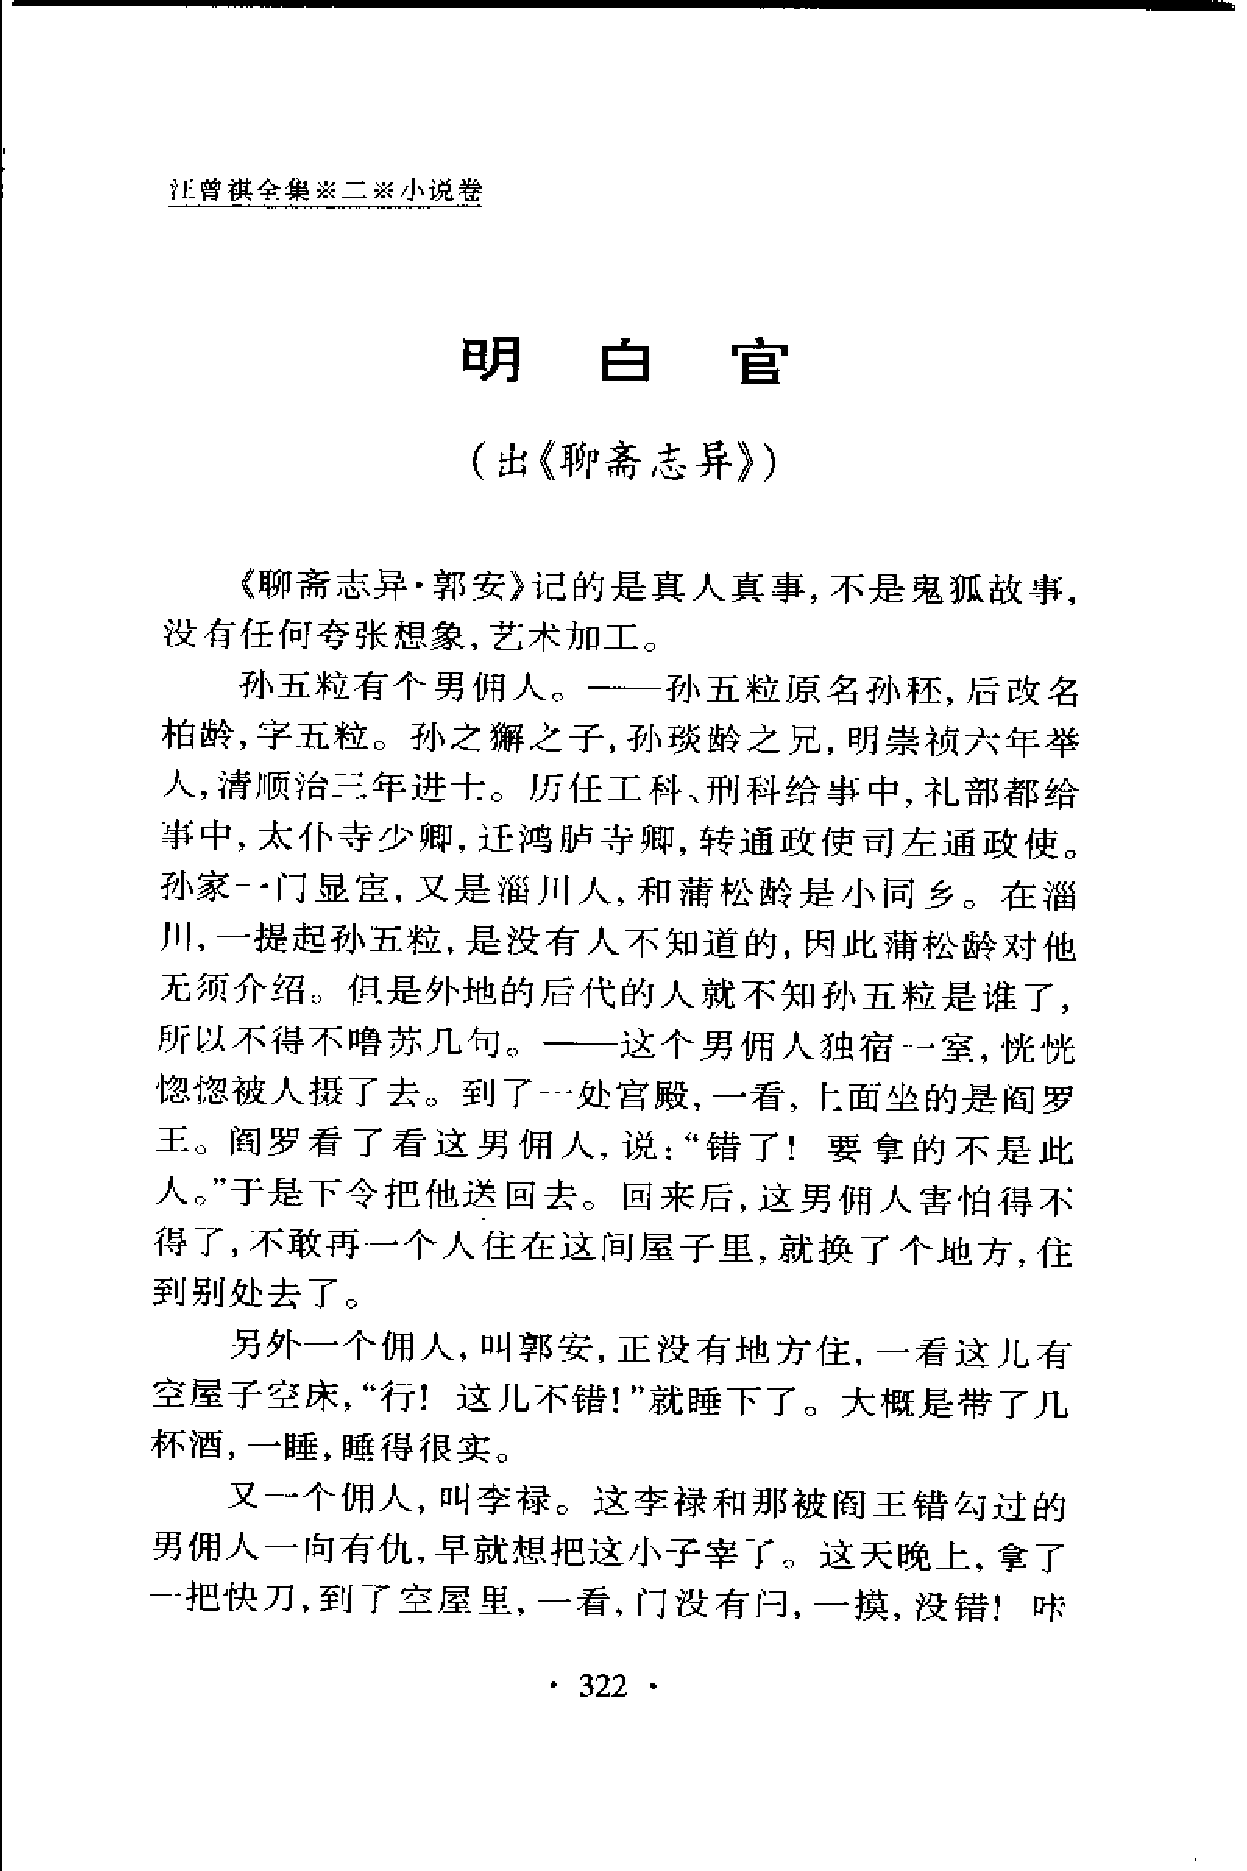 汪曾祺全集※二※小说卷
明白官
(出《聊斋志异》)
《聊斋志异·郭安》记的是真人真事,不是鬼狐故事,
没有任何夸张想象,艺术加工。
孙五粒有个男佣人。——孙五粒原名孙秠,后改名
柏龄,字五粒。孙之獬之子,孙琰龄之兄,明崇祯六年举
人,清顺治三年进士。历任工科、刑科给事中,礼部都给
事中,太仆寺少卿,迁鸿胪寺卿,转通政使司左通政使。
孙家一门显宦,又是淄川人,和蒲松龄是小同乡。在淄
川,一提起孙五粒,是没有人不知道的,因此蒲松龄对他
无须介绍。但是外地的后代的人就不知孙五粒是谁了,
所以不得不噜苏几句。——这个男佣人独宿一室,恍恍
惚惚被人摄了去。到了一处宫殿,一看,上面坐的是阎罗
王。阎罗看了看这男佣人,说:“错了! 要拿的不是此
人。”于是下令把他送回去。回来后,这男佣人害怕得不
得了,不敢再一个人住在这间屋子里,就换了个地方,住
到别处去了。
另外一个佣人,叫郭安,正没有地方住,一看这儿有
空屋子空床,“行! 这儿不错!”就睡下了。大概是带了几
杯酒,一睡,睡得很实。
又一个佣人,叫李禄。这李禄和那被阎王错勾过的
男佣人一向有仇,早就想把这小子宰了。这天晚上,拿了
一把快刀,到了空屋里,一看,门没有闩,一摸,没错! 咔
· 322 ·